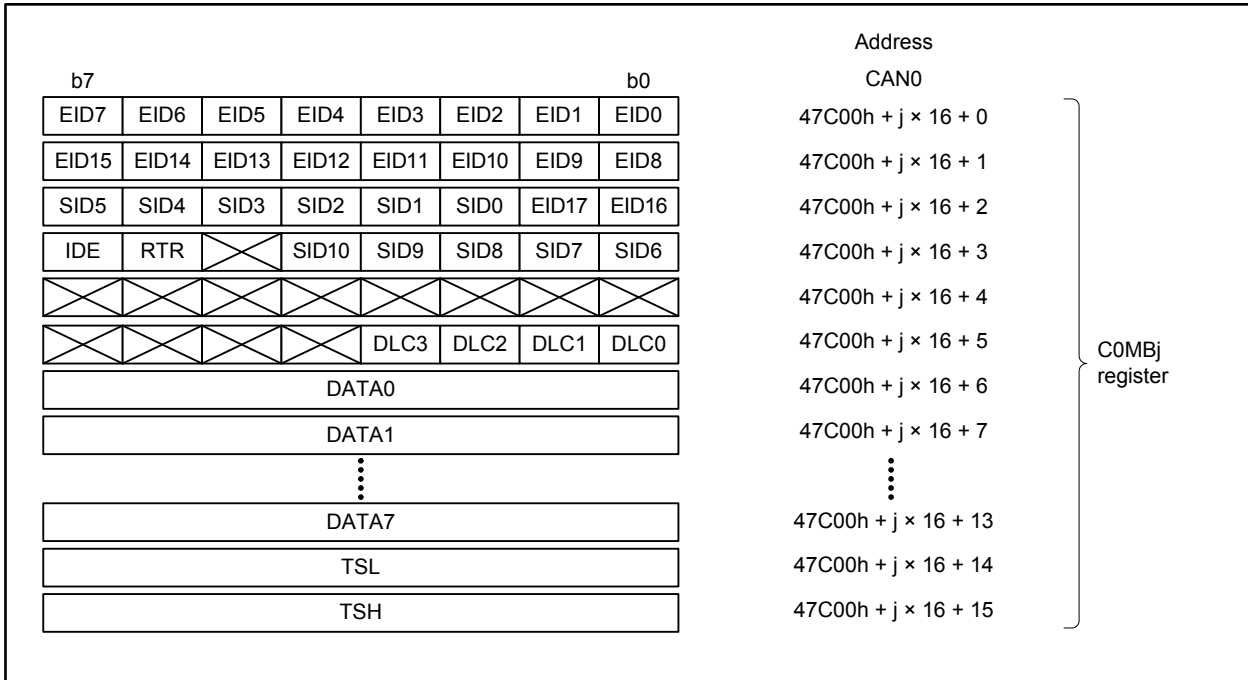 Address
b7 b0 CAN0
EID7 EID6 EID5 EID4 EID3 EID2 EID1 EID0 47C00h + j × 16 + 0
EID15 EID14 EID13 EID12 EID11 EID10 EID9 EID8 47C00h + j × 16 + 1
SID5 SID4 SID3 SID2 SID1 SID0 EID17 EID16 47C00h + j × 16 + 2
IDE RTR SID10 SID9 SID8 SID7 SID6 47C00h + j × 16 + 3
47C00h + j × 16 + 4
DLC3 DLC2 DLC1 DLC0 47C00h + j × 16 + 5
C0MBj
register
DATA0 47C00h + j × 16 + 6
DATA1 47C00h + j × 16 + 7
DATA7 47C00h + j × 16 + 13
TSL 47C00h + j × 16 + 14
TSH 47C00h + j × 16 + 15